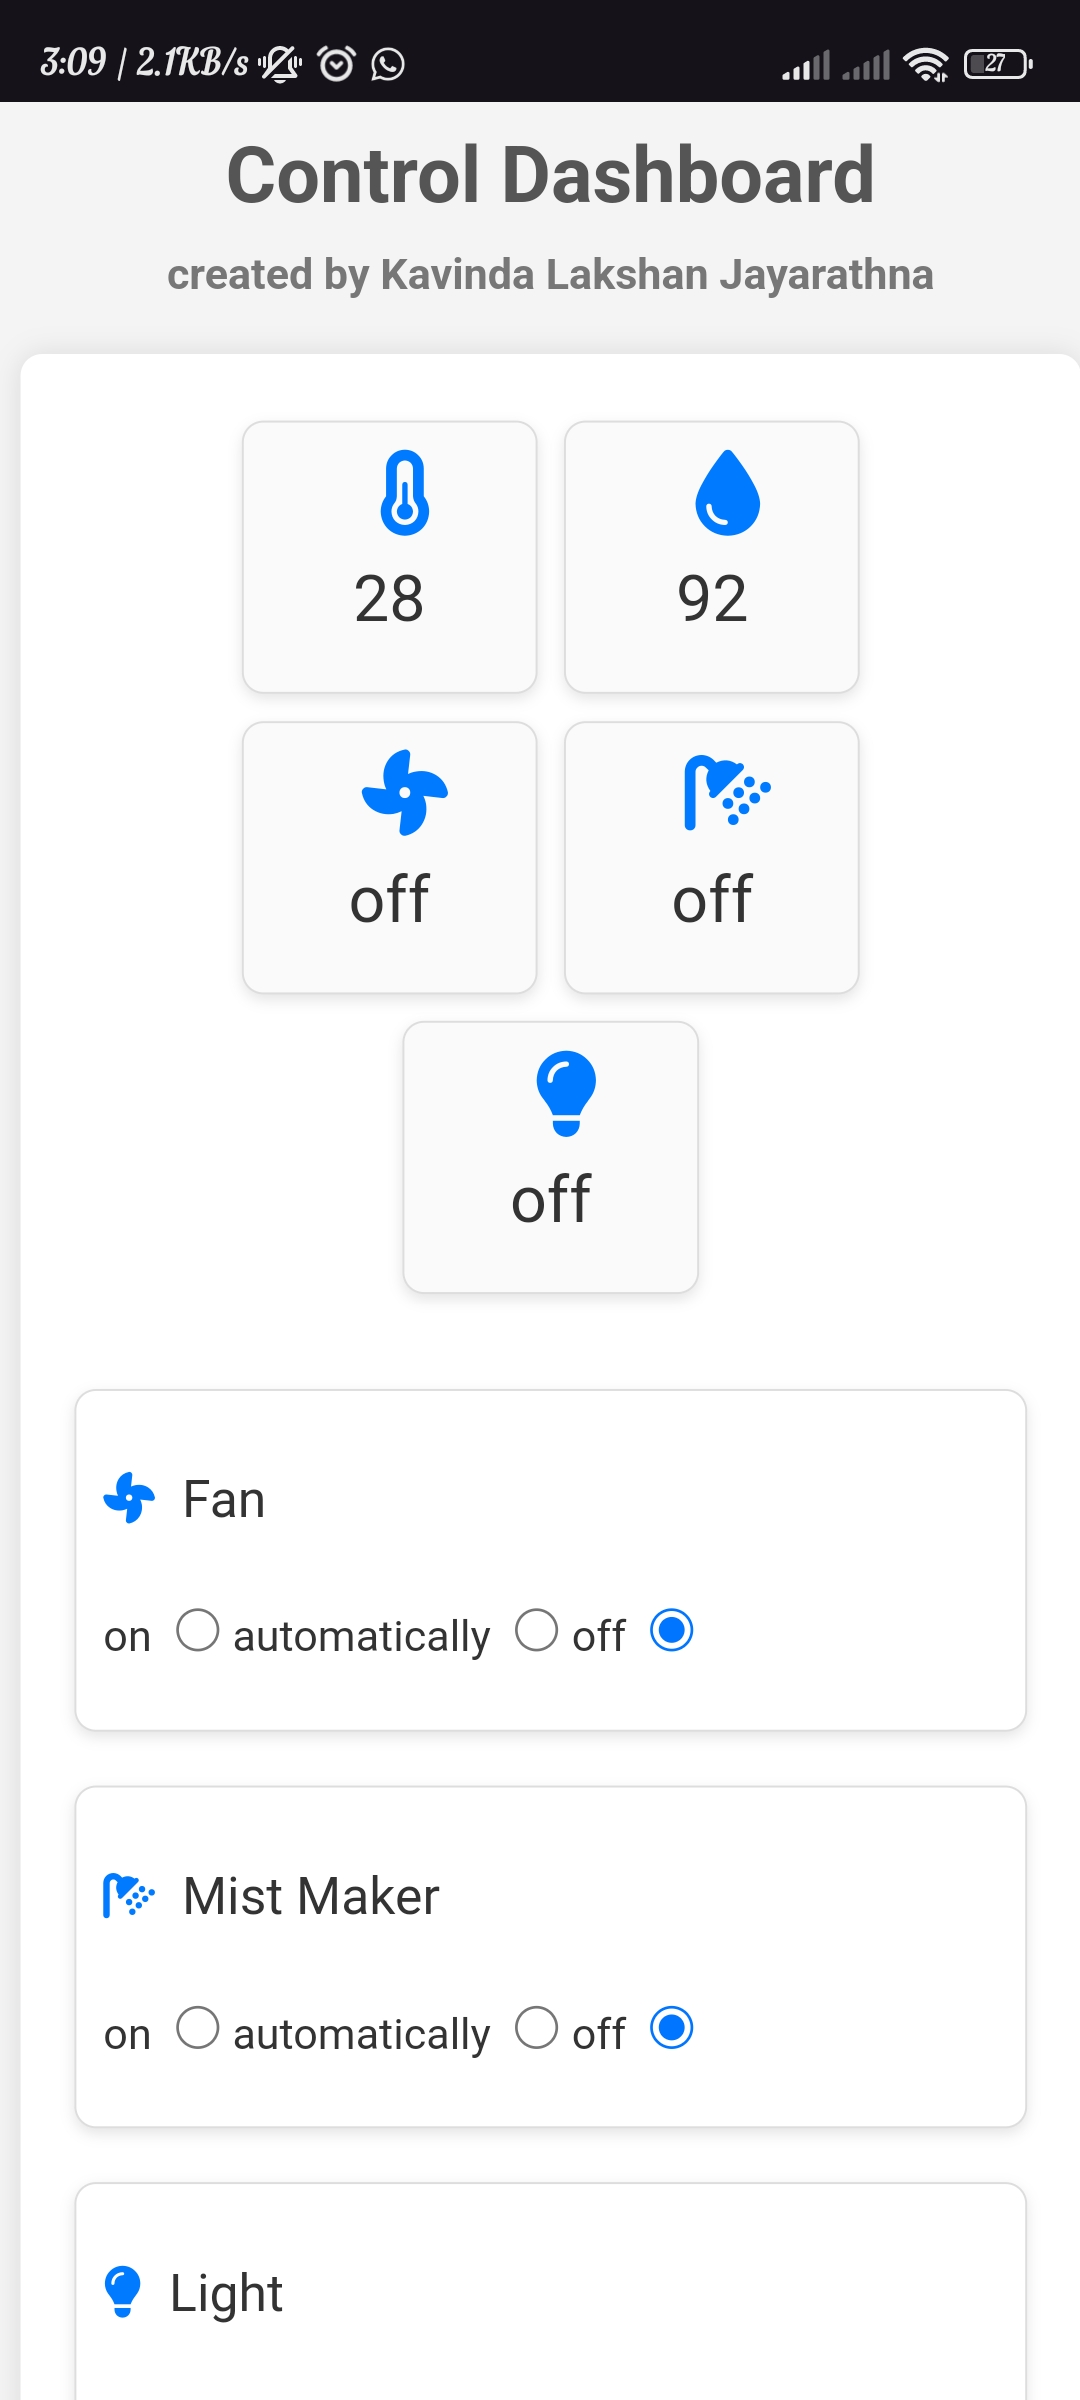 3:09 | 2.1KB/s 27
Control Dashboard
created by Kavinda Lakshan Jayarathna
28 92
off off
off
Fan
on automatically off
Mist Maker
on automatically off
Light